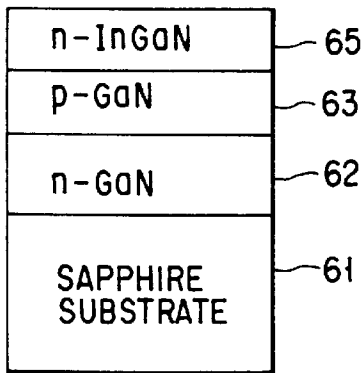 n-InGaN 65
p-GaN 63
n-GaN 62
SAPPHIRE 61
SUBSTRATE